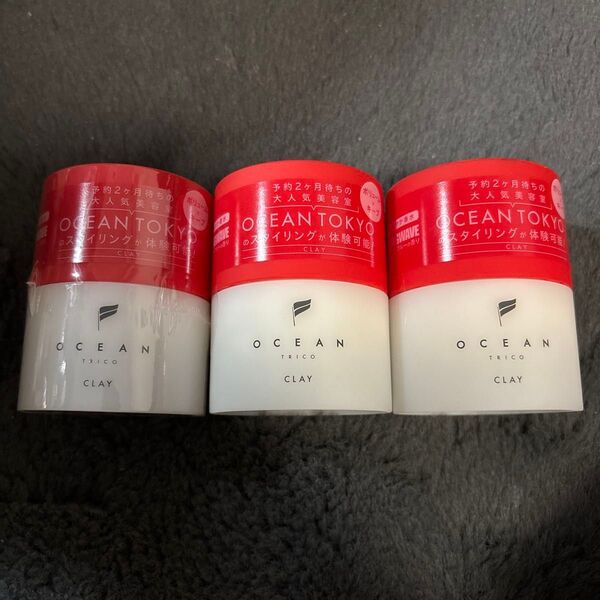 予約2ヶ月待ちの
大人気美容室
OCEAN TOKYO
のスタイリングが体験可能
CLAY
OCEAN
TRICO
CLAY
予約2ヶ月待ちの
大人気美容室
OCEAN TOKYO
のスタイリングが体験可能!
CLAY
OCEAN
TRICO
CLAY
予約2ヶ月待ちの
大人気美容室
OCEAN TOKYO
のスタイリングが体験可能!
CLAY
OCEAN
TRICO
CLAY